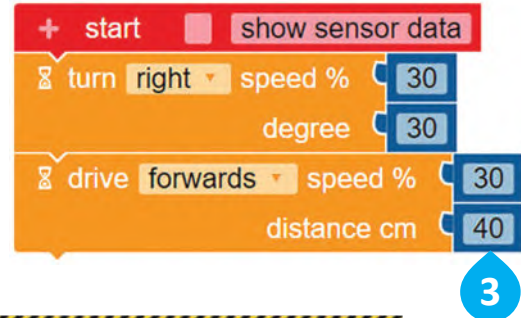 + start show sensor data
turn right speed % 30
degree 30
drive forwards speed % 30
distance cm 40
3